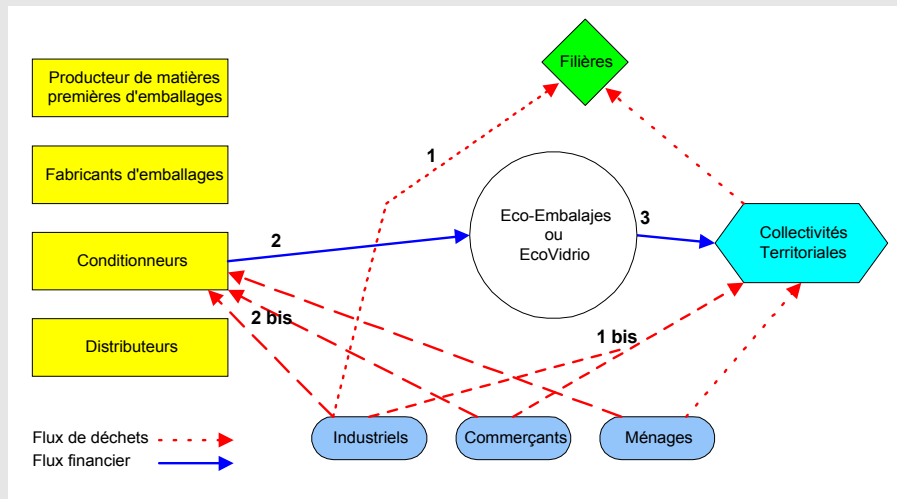 Producteur de matières
premières d'emballages
Filières
1
Fabricants d'emballages
Eco-Embalajes
ou
EcoVidrio
3
Collectivités
Territoriales
2
Conditionneurs
2 bis
1 bis
Distributeurs
Industriels
Commerçants
Ménages
Flux de déchets
Flux financier